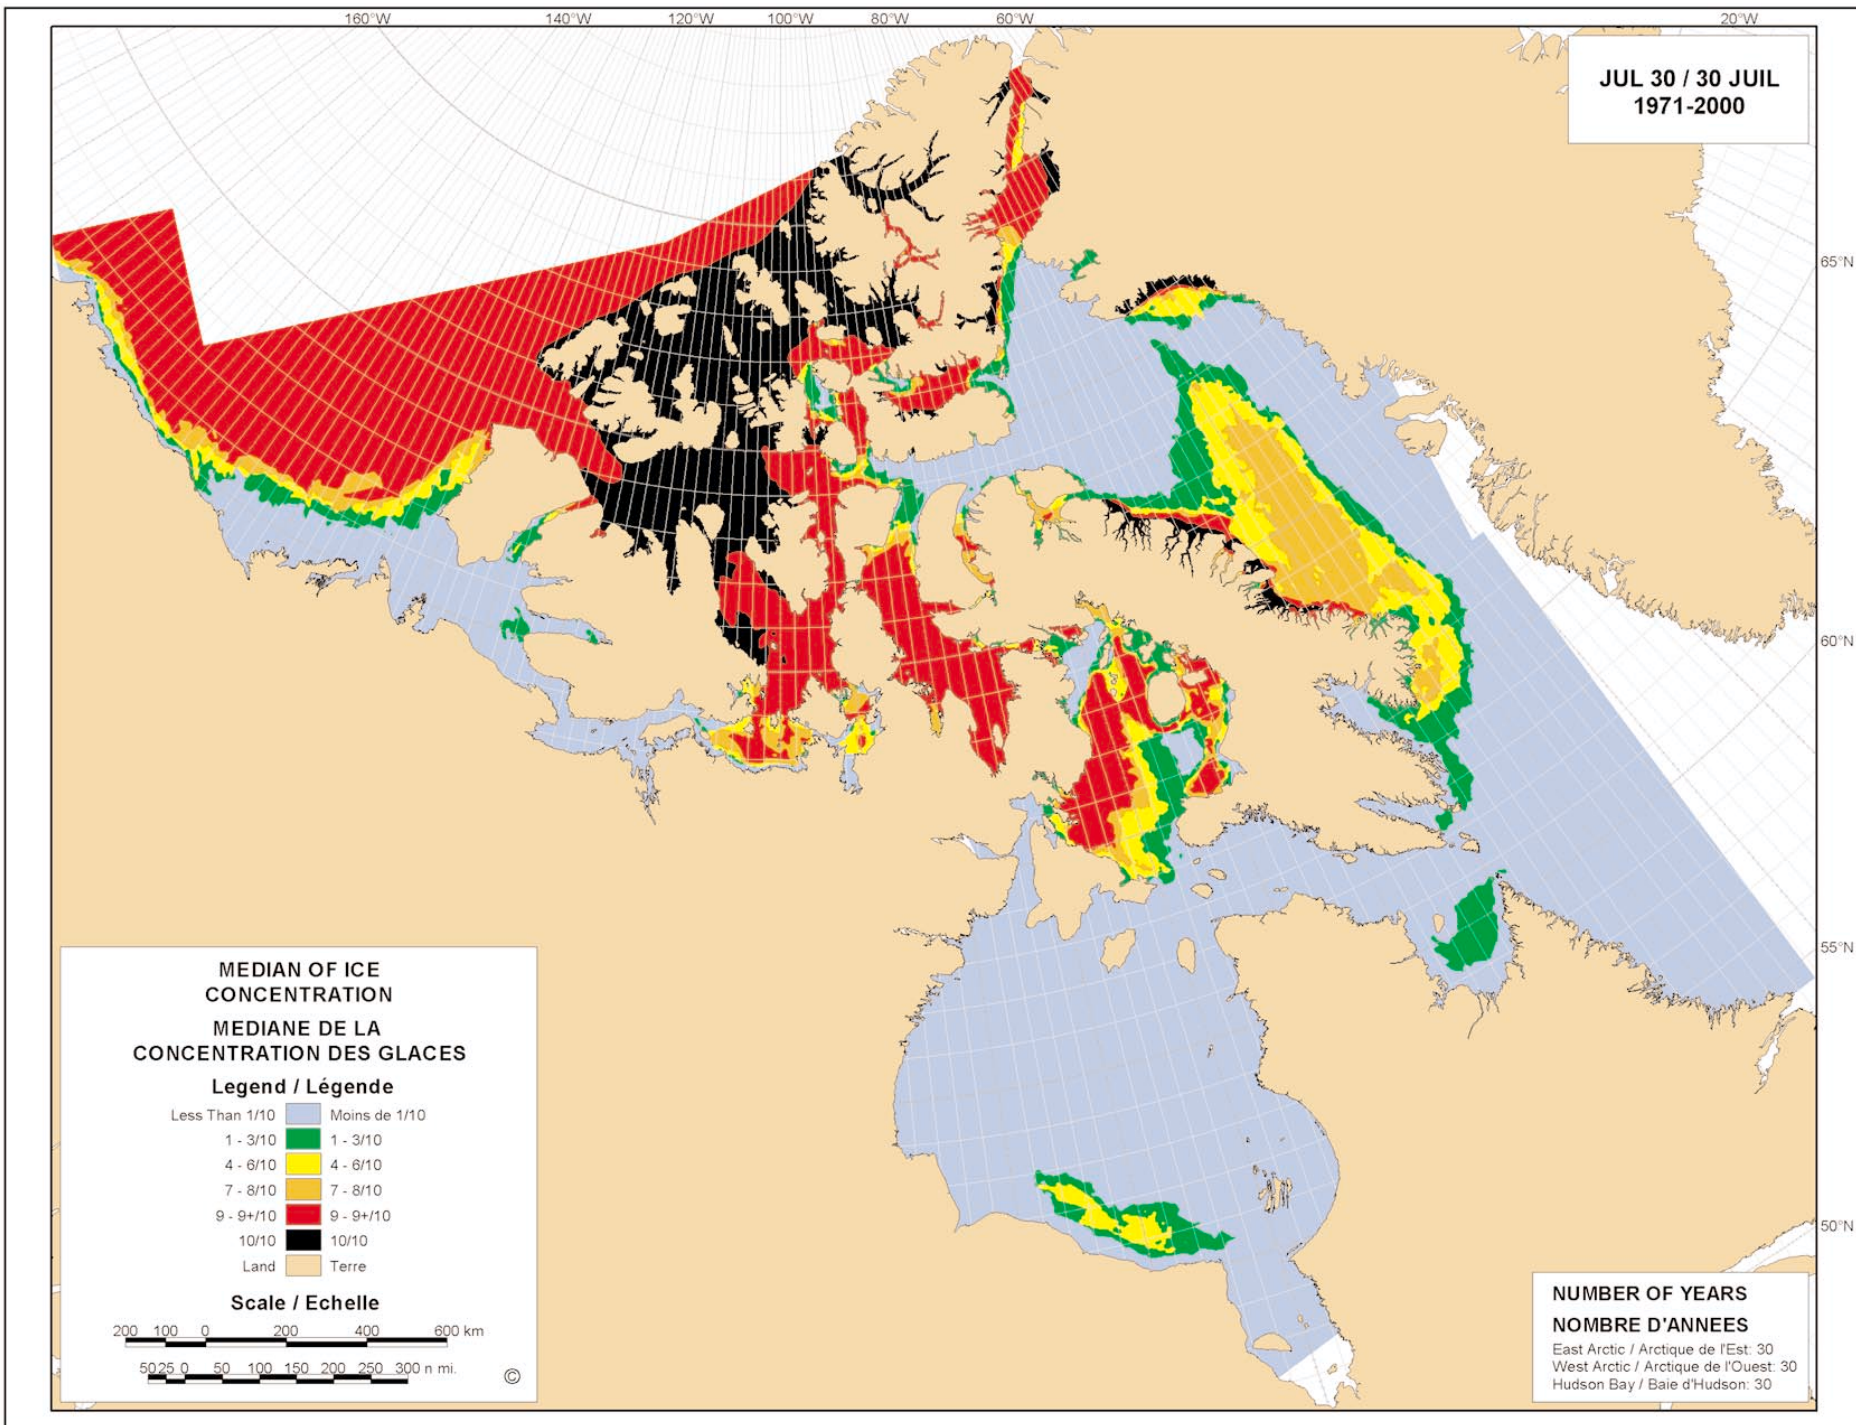 160°W 140°W 120°W 100°W 80°W 60°W 20°W
JUL 30 / 30 JUIL
1971-2000
65°N
60°N
55°N
50°N
MEDIAN OF ICE
CONCENTRATION
MEDIANE DE LA
CONCENTRATION DES GLACES
Legend / Légende
Less Than 1/10 Moins de 1/10
1 - 3/10 1 - 3/10
4 - 6/10 4 - 6/10
7 - 8/10 7 - 8/10
9 - 9+/10 9 - 9+/10
10/10 10/10
Land Terre
Scale / Echelle
200 100 0 200 400 600 km
50 25 0 50 100 150 200 250 300 n mi.
©
NUMBER OF YEARS
NOMBRE D'ANNEES
East Arctic / Arctique de l'Est: 30
West Arctic / Arctique de l'Ouest: 30
Hudson Bay / Baie d'Hudson: 30